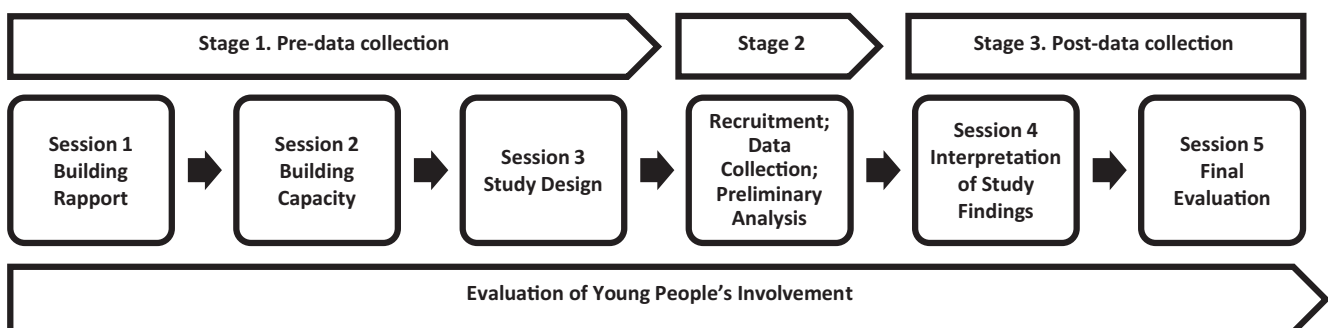 Stage 1. Pre-data collection
Stage 2
Stage 3. Post-data collection
Session 1
Building
Rapport
Session 2
Building
Capacity
Session 3
Study Design
Recruitment;
Data
Collection;
Preliminary
Analysis
Session 4
Interpretation
of Study
Findings
Session 5
Final
Evaluation
Evaluation of Young People’s Involvement